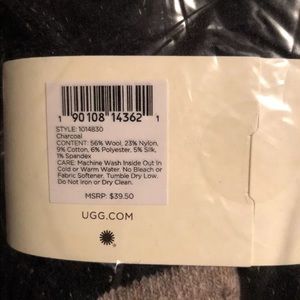 1 90108 14362 1
STYLE: 1014830
Charcoal
CONTENT: 56% Wool, 23% Nylon,
9% Cotton, 6% Polyester, 5% Silk,
1% Spandex
CARE: Machine Wash Inside Out In
Cold or Warm Water. No Bleach or
Fabric Softener. Tumble Dry Low.
Do Not Iron or Dry Clean.
MSRP: $39.50
UGG.COM